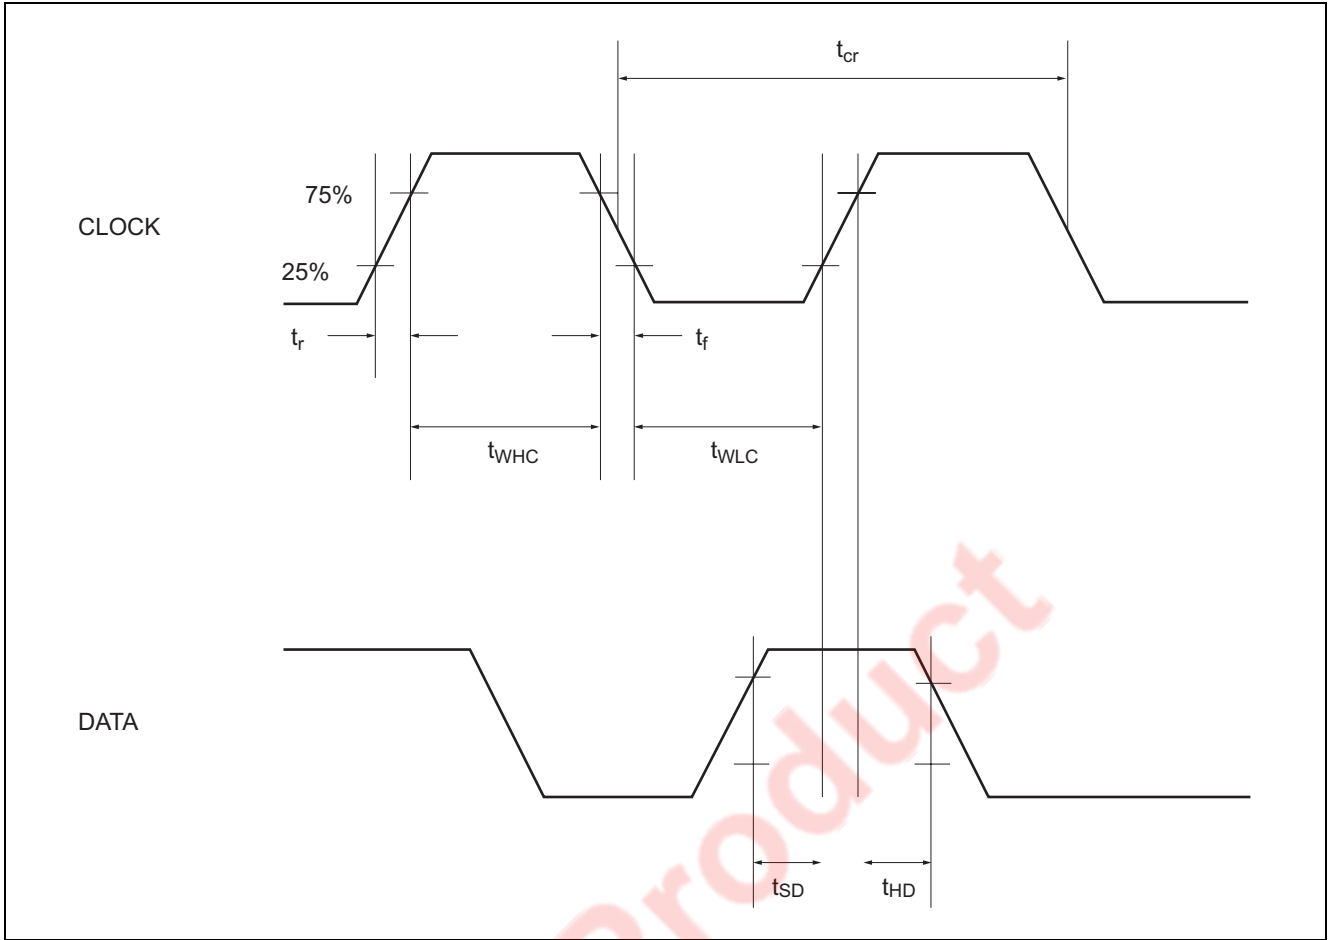 tcr
75%
CLOCK
25%
tr
tf
tWHC
tWLC
DATA
tSD
tHD
Product